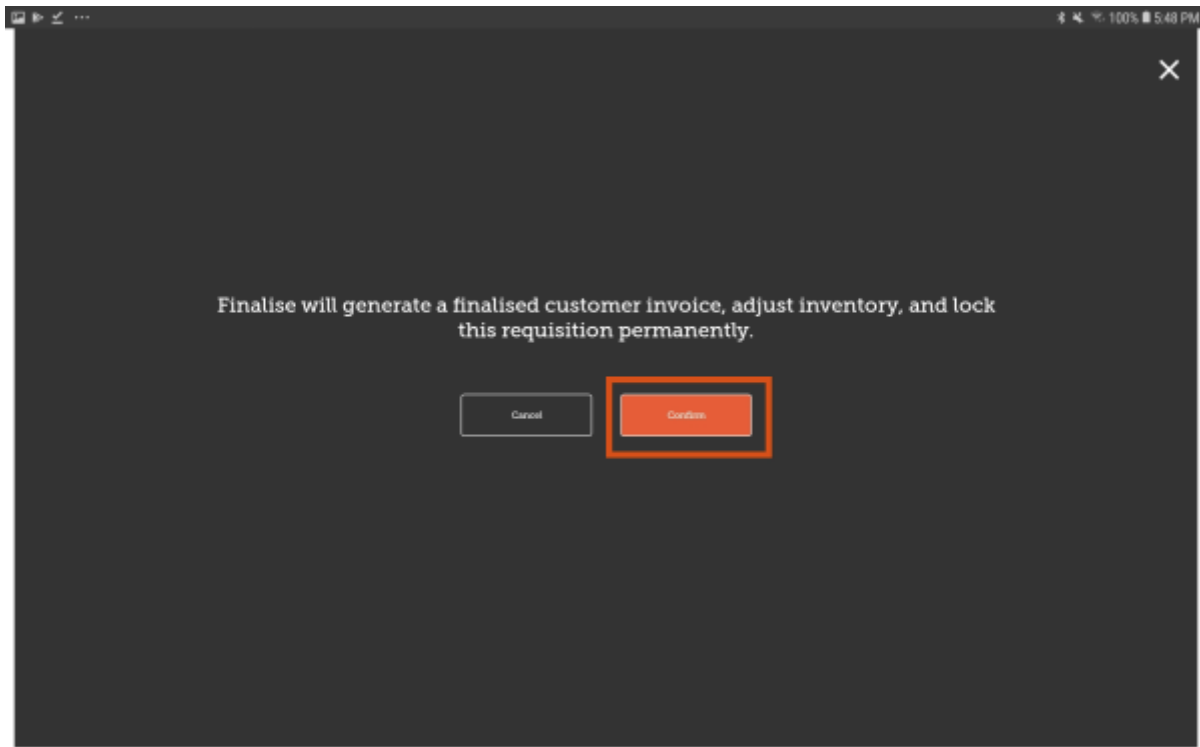 100% 5:48 PM
Finalise will generate a finalised customer invoice, adjust inventory, and lock
this requisition permanently.
Cancel
Confirm